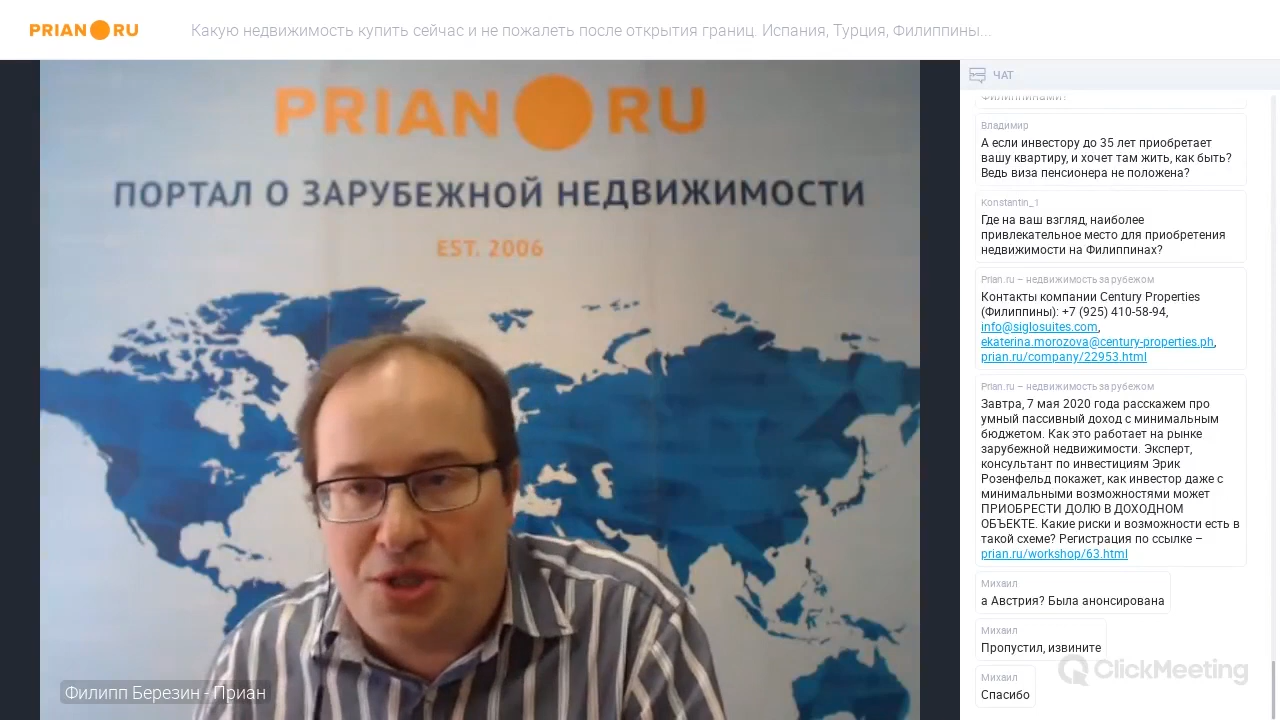 PRIAN RU
Какую недвижимость купить сейчас и не пожалеть после открытия границ. Испания, Турция, Филиппины...
PRIAN RU
ПОРТАЛ О ЗАРУБЕЖНОЙ НЕДВИЖИМОСТИ
EST. 2006
Филипп Березин - Приан
ЧАТ
Филиппинами?
Владимир
А если инвестору до 35 лет приобретает
вашу квартиру, и хочет там жить, как быть?
Ведь виза пенсионера не положена?
Konstantin_1
Где на ваш взгляд, наиболее
привлекательное место для приобретения
недвижимости на Филиппинах?
Prian.ru – недвижимость за рубежом
Контакты компании Century Properties
(Филиппины): +7 (925) 410-58-94,
info@siglosuites.com,
ekaterina.morozova@century-properties.ph,
prian.ru/company/22953.html
Prian.ru – недвижимость за рубежом
Завтра, 7 мая 2020 года расскажем про
умный пассивный доход с минимальным
бюджетом. Как это работает на рынке
зарубежной недвижимости. Эксперт,
консультант по инвестициям Эрик
Розенфельд покажет, как инвестор даже с
минимальными возможностями может
ПРИОБРЕСТИ ДОЛЮ В ДОХОДНОМ
ОБЪЕКТЕ. Какие риски и возможности есть в
такой схеме? Регистрация по ссылке –
prian.ru/workshop/63.html
Михаил
а Австрия? Была анонсирована
Михаил
Пропустил, извините
Михаил
Спасибо
ClickMeeting